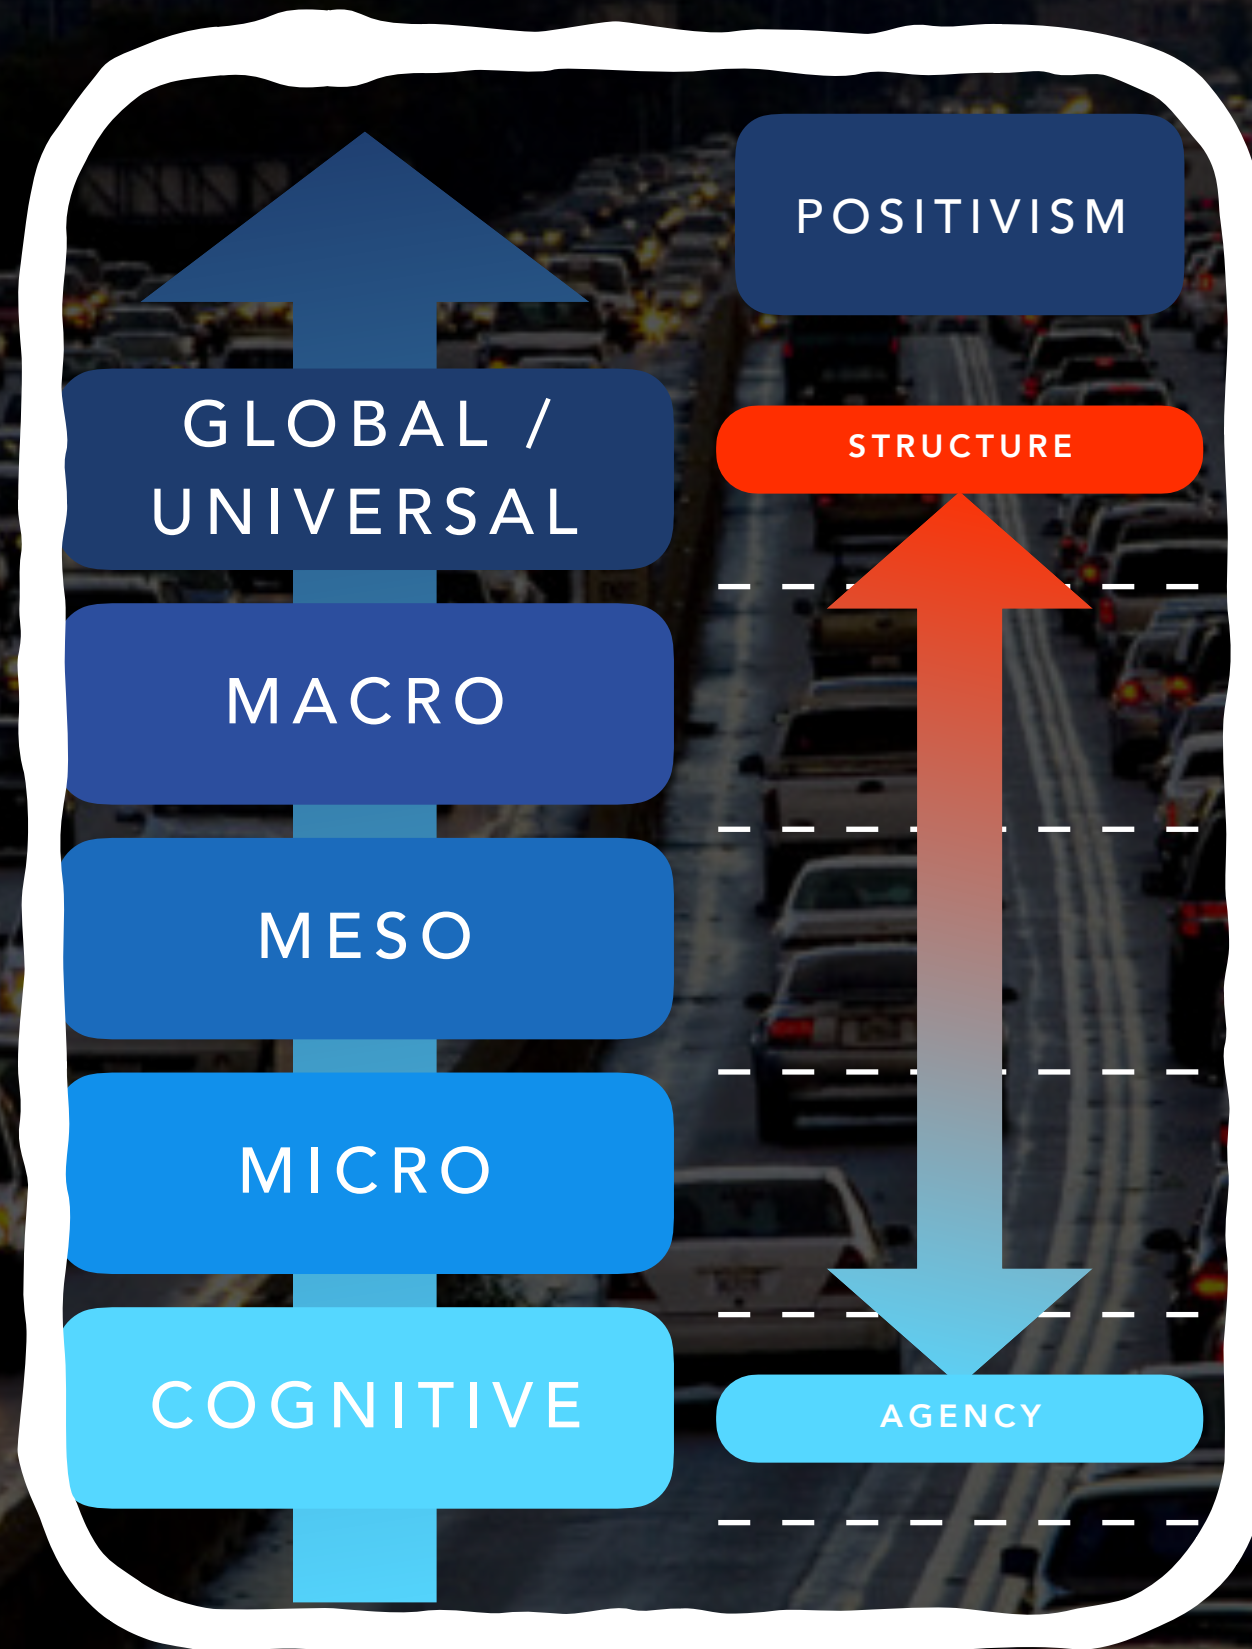 POSITIVISM
GLOBAL /
UNIVERSAL
STRUCTURE
MACRO
MESO
MICRO
COGNITIVE
AGENCY